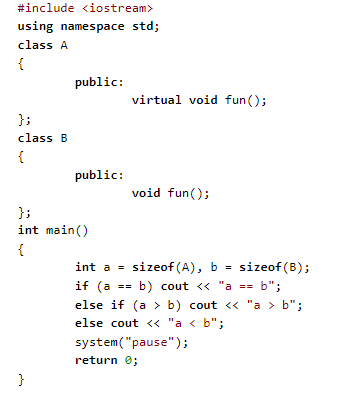 #include <iostream>
using namespace std;
class A
{
        public:
                virtual void fun();
};
class B
{
        public:
                void fun();
};
int main()
{
        int a = sizeof(A), b = sizeof(B);
        if (a == b) cout << "a == b";
        else if (a > b) cout << "a > b";
        else cout << "a < b";
        system("pause");
        return 0;
}